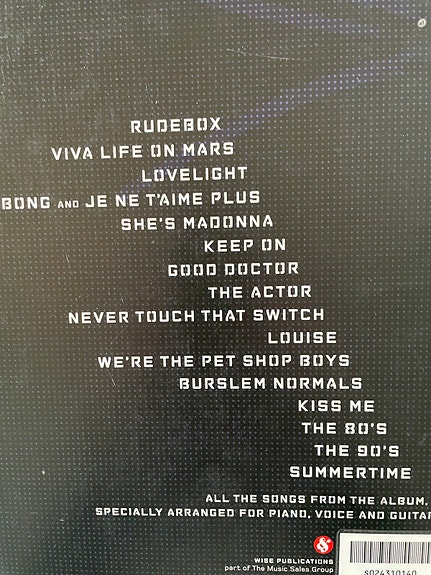 RUDEBOX
VIVA LIFE ON MARS
LOVELIGHT
BONG AND JE NE T'AIME PLUS
SHE'S MADONNA
KEEP ON
GOOD DOCTOR
THE ACTOR
NEVER TOUCH THAT SWITCH
LOUISE
WE'RE THE PET SHOP BOYS
BURSLEM NORMALS
KISS ME
THE 80'S
THE 90'S
SUMMERTIME
ALL THE SONGS FROM THE ALBUM,
SPECIALLY ARRANGED FOR PIANO, VOICE AND GUITAR
WISE PUBLICATIONS
part of The Music Sales Group
S024310140